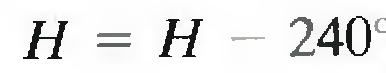 H = H − 240°